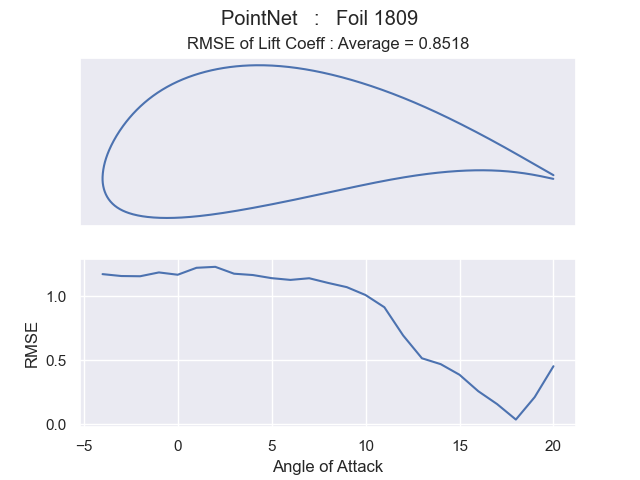 PointNet : Foil 1809
RMSE of Lift Coeff : Average = 0.8518
1.0
0.5
0.0
RMSE
−5 0 5 10 15 20
Angle of Attack